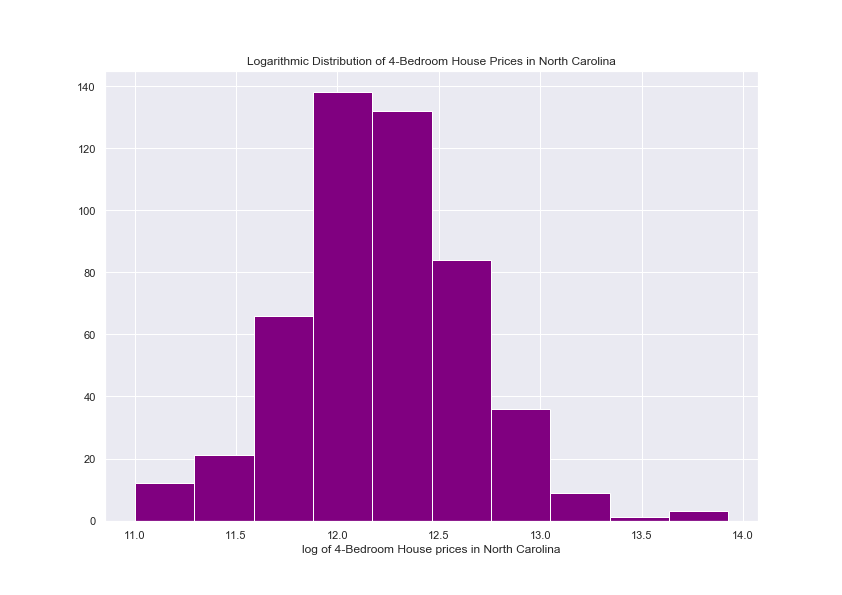 Logarithmic Distribution of 4-Bedroom House Prices in North Carolina
140
120
100
80
60
40
20
0
11.0 11.5 12.0 12.5 13.0 13.5 14.0
log of 4-Bedroom House prices in North Carolina